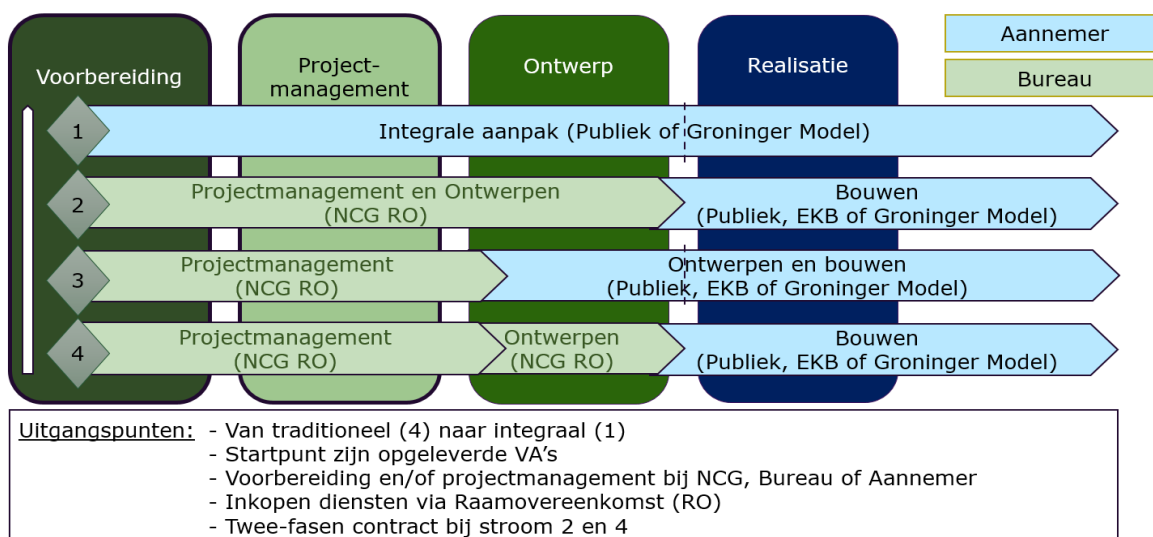 Voorbereiding
Project-
management
Ontwerp
Realisatie
Aannemer
Bureau
1
Integrale aanpak (Publiek of Groninger Model)
2
Projectmanagement en Ontwerpen
(NCG RO)
Bouwen
(Publiek, EKB of Groninger Model)
3
Projectmanagement
(NCG RO)
Ontwerpen en bouwen
(Publiek, EKB of Groninger Model)
4
Projectmanagement
(NCG RO)
Ontwerpen
(NCG RO)
Bouwen
(Publiek, EKB of Groninger Model)
Uitgangspunten: - Van traditioneel (4) naar integraal (1)
- Startpunt zijn opgeleverde VA’s
- Voorbereiding en/of projectmanagement bij NCG, Bureau of Aannemer
- Inkopen diensten via Raamovereenkomst (RO)
- Twee-fasen contract bij stroom 2 en 4